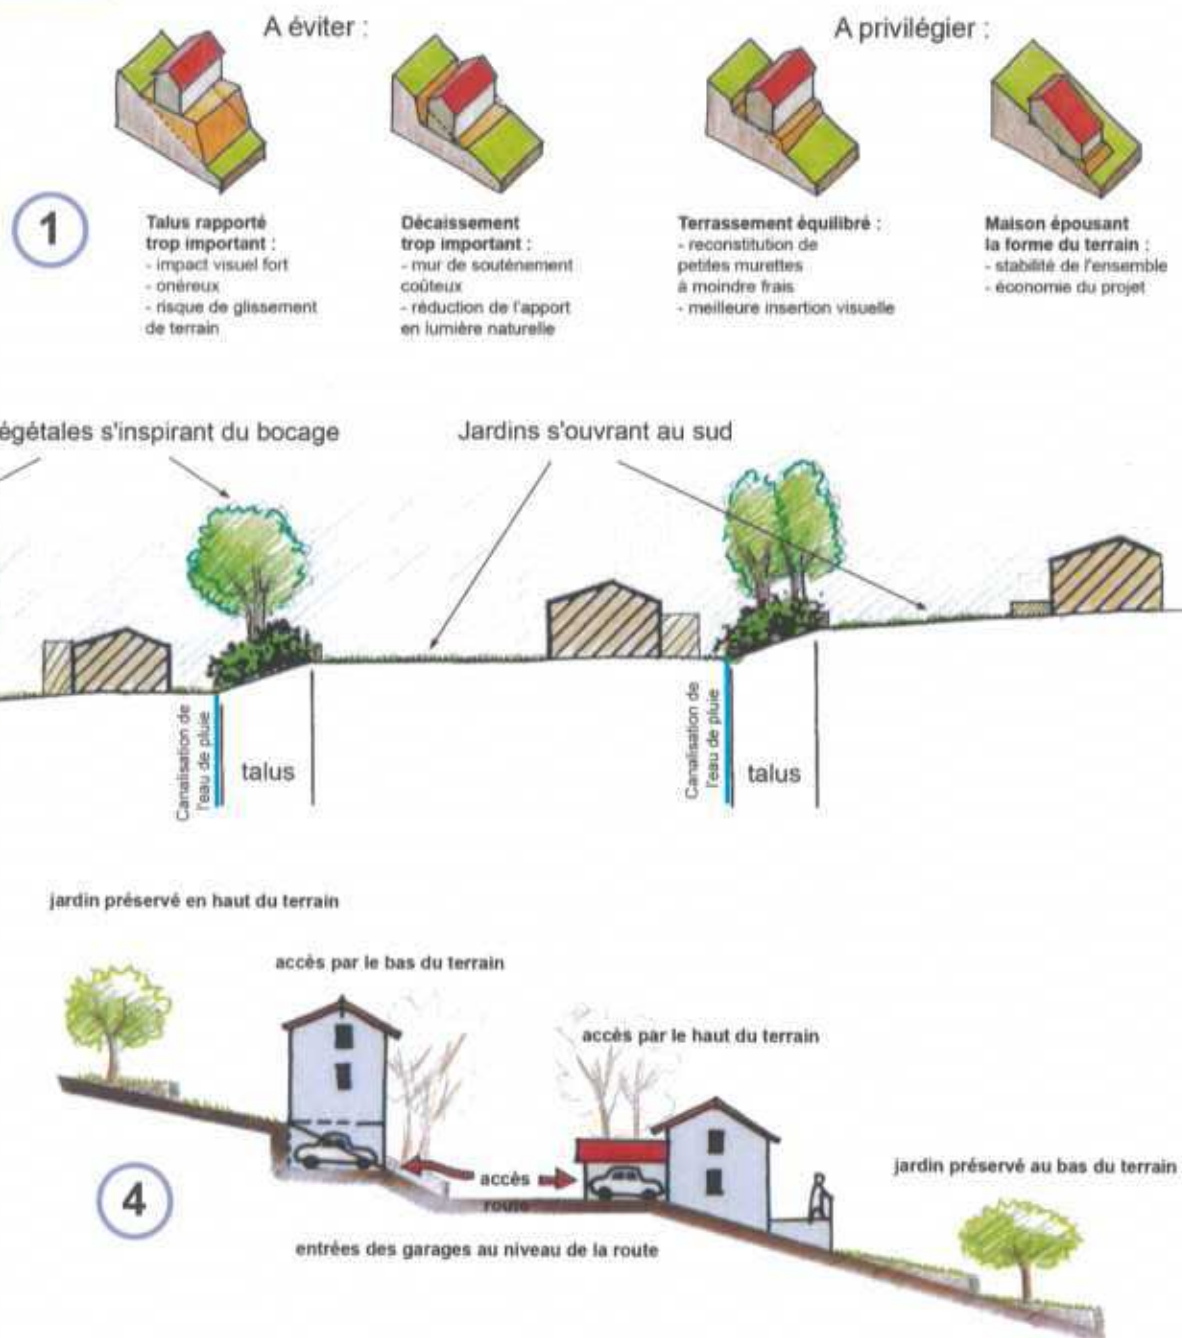 A éviter :
A privilégier :
1
Talus rapporté
trop important :
- impact visuel fort
- onéreux
- risque de glissement
de terrain
Décaissement
trop important :
- mur de soutènement
coûteux
- réduction de l'apport
en lumière naturelle
Terrassement équilibré :
- reconstitution de
petites murettes
à moindre frais
- meilleure insertion visuelle
Maison épousant
la forme du terrain :
- stabilité de l'ensemble
- économie du projet
égétales s'inspirant du bocage
Jardins s'ouvrant au sud
Canalisation de
l'eau de pluie
talus
Canalisation de
l'eau de pluie
talus
jardin préservé en haut du terrain
accès par le bas du terrain
accès par le haut du terrain
jardin préservé au bas du terrain
4
accès
route
entrées des garages au niveau de la route